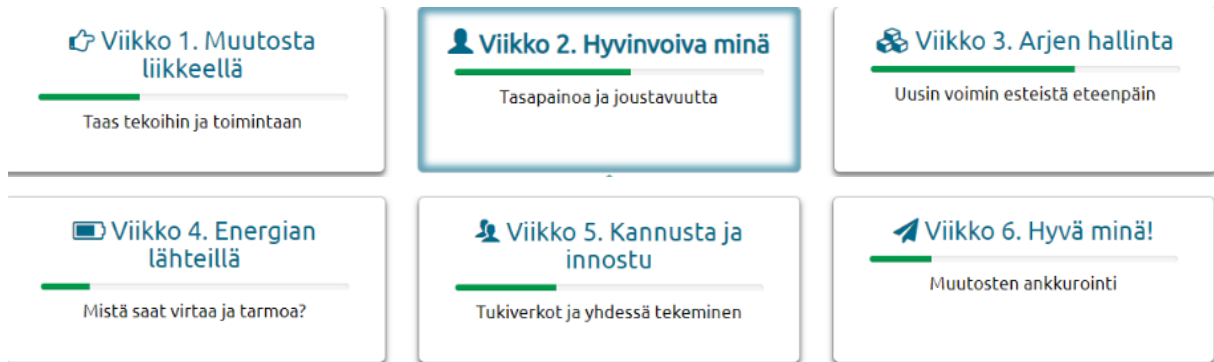 Viikko 1. Muutosta
liikkeellä
Taas tekoihin ja toimintaan
Viikko 2. Hyvinvoiva minä
Tasapainoa ja joustavuutta
Viikko 3. Arjen hallinta
Uusin voimin esteistä eteenpäin
Viikko 4. Energian
lähteillä
Mistä saat virtaa ja tarmoa?
Viikko 5. Kannusta ja
innostu
Tukiverkot ja yhdessä tekeminen
Viikko 6. Hyvä minä!
Muutosten ankkurointi